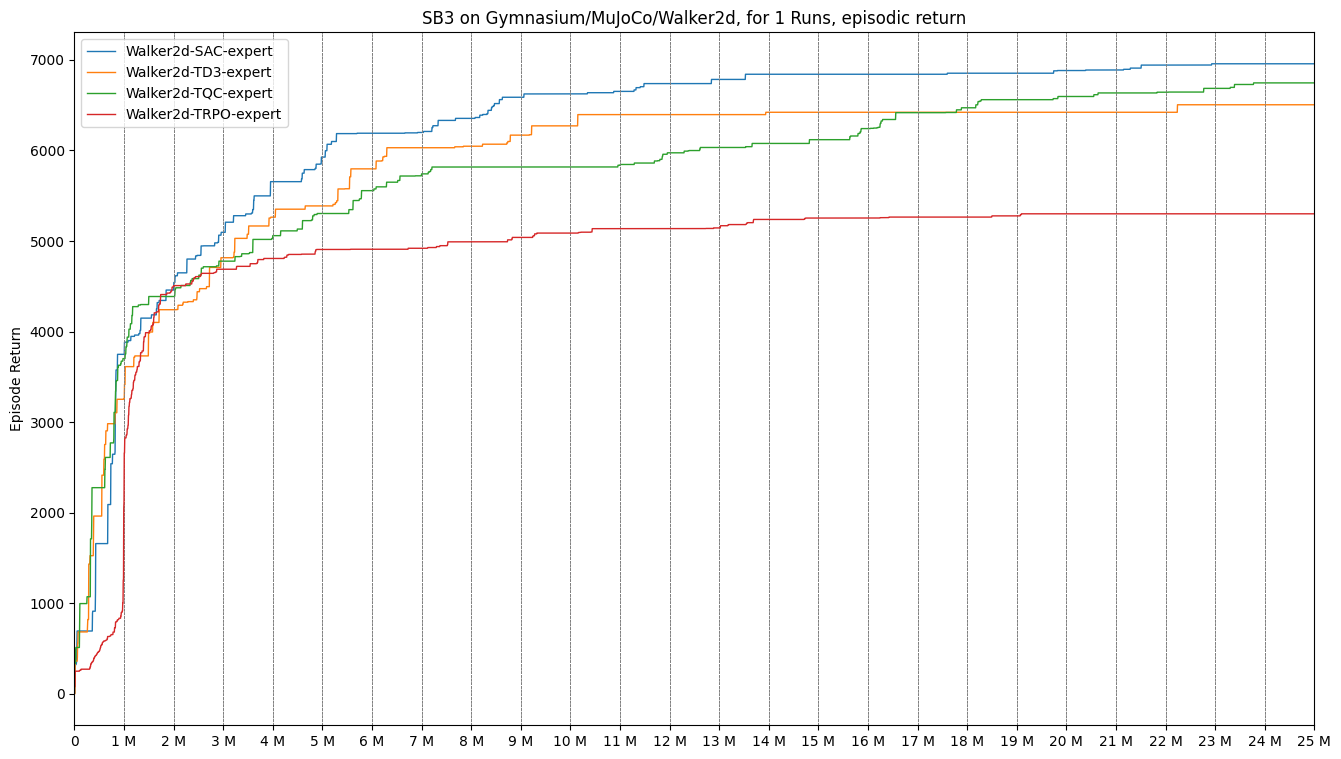 SB3 on Gymnasium/MuJoCo/Walker2d, for 1 Runs, episodic return
Walker2d-SAC-expert
Walker2d-TD3-expert
Walker2d-TQC-expert
Walker2d-TRPO-expert
Episode Return
7000
6000
5000
4000
3000
2000
1000
0
0 1 M 2 M 3 M 4 M 5 M 6 M 7 M 8 M 9 M 10 M 11 M 12 M 13 M 14 M 15 M 16 M 17 M 18 M 19 M 20 M 21 M 22 M 23 M 24 M 25 M